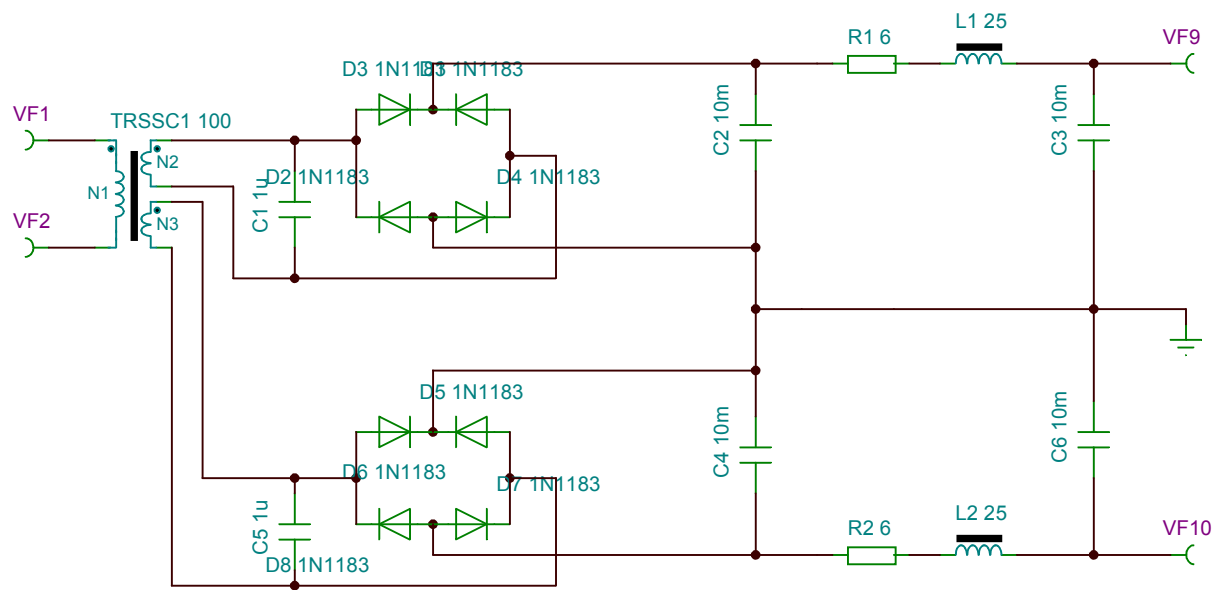 L1 25
R1 6
VF9
D3 1N1183
D1 1N1183
VF1
TRSSC1 100
C2 10m
C3 10m
N2
D2 1N1183
D4 1N1183
N1
C1 1u
VF2
N3
D5 1N1183
C6 10m
C4 10m
D6 1N1183
D7 1N1183
C5 1u
L2 25
R2 6
VF10
D8 1N1183